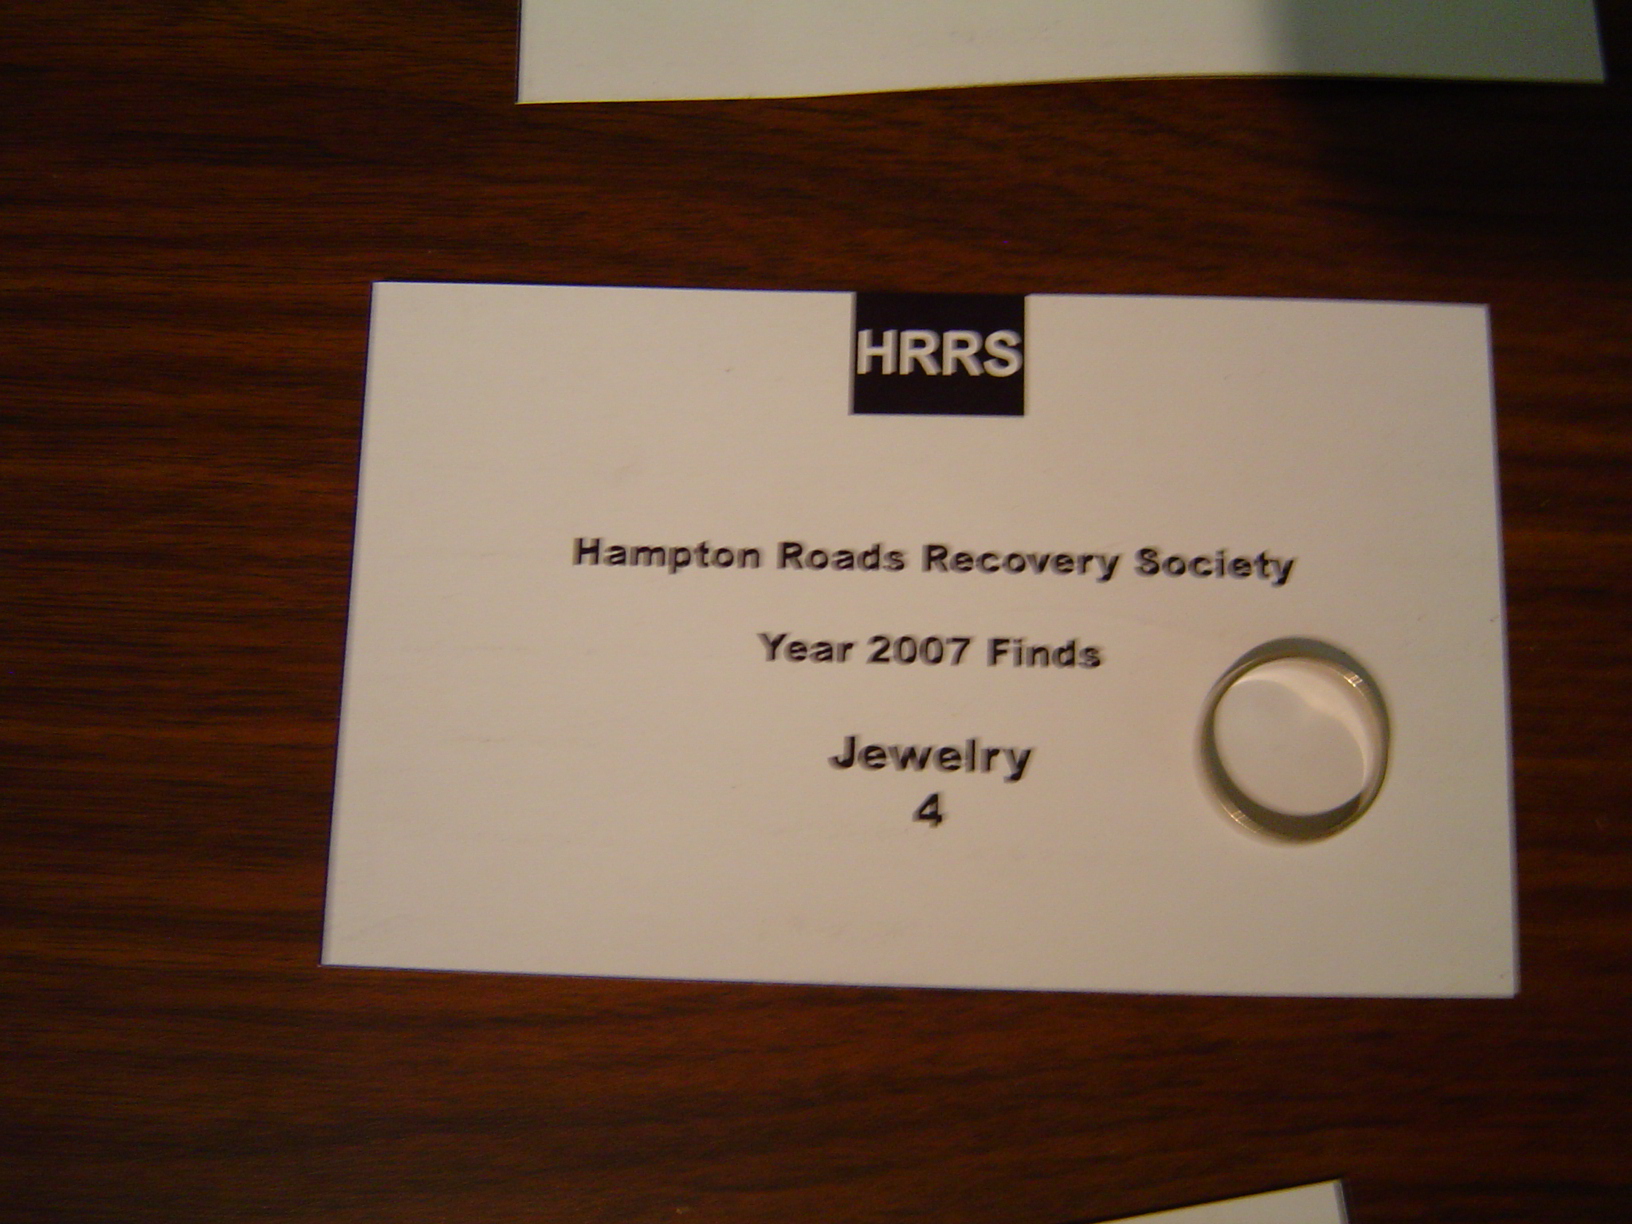 HRRS
Hampton Roads Recovery Society
Year 2007 Finds
Jewelry
4